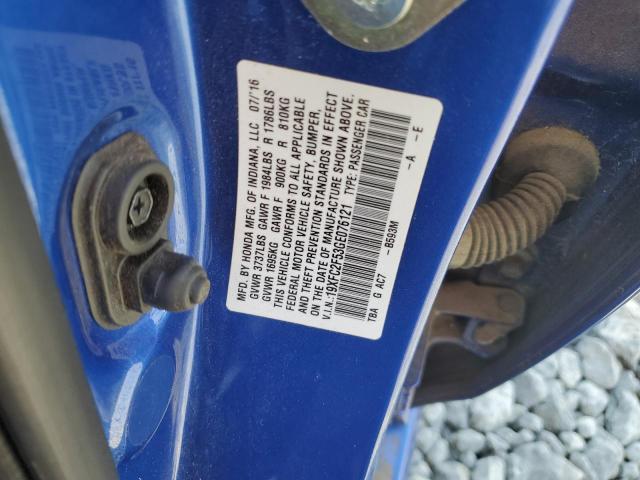 MFD. BY HONDA MFG. OF INDIANA, LLC 07/16
GVWR 3737LBS GAWR F 1984LBS R 1786LBS
GVWR 1695KG GAWR F 900KG R 810KG
THIS VEHICLE CONFORMS TO ALL APPLICABLE
FEDERAL MOTOR VEHICLE SAFETY, BUMPER,
AND THEFT PREVENTION STANDARDS IN EFFECT
ON THE DATE OF MANUFACTURE SHOWN ABOVE.
V.I.N.:19XFC2F53GE076121 TYPE: PASSENGER CAR
TBA G AC7 -B593M -A -E